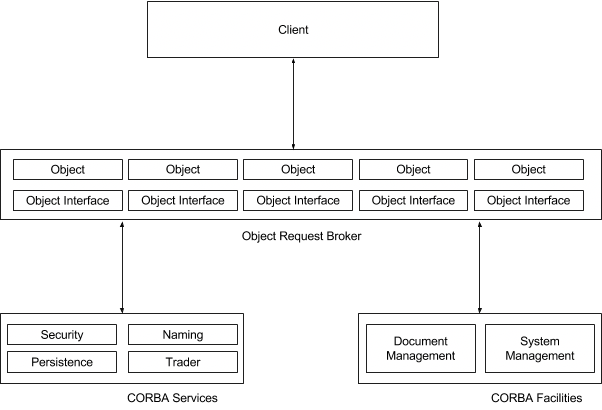 Client
Object Object Object Object Object
Object Interface Object Interface Object Interface Object Interface Object Interface
Object Request Broker
Security Naming
Persistence Trader
CORBA Services
Document
Management
System
Management
CORBA Facilities